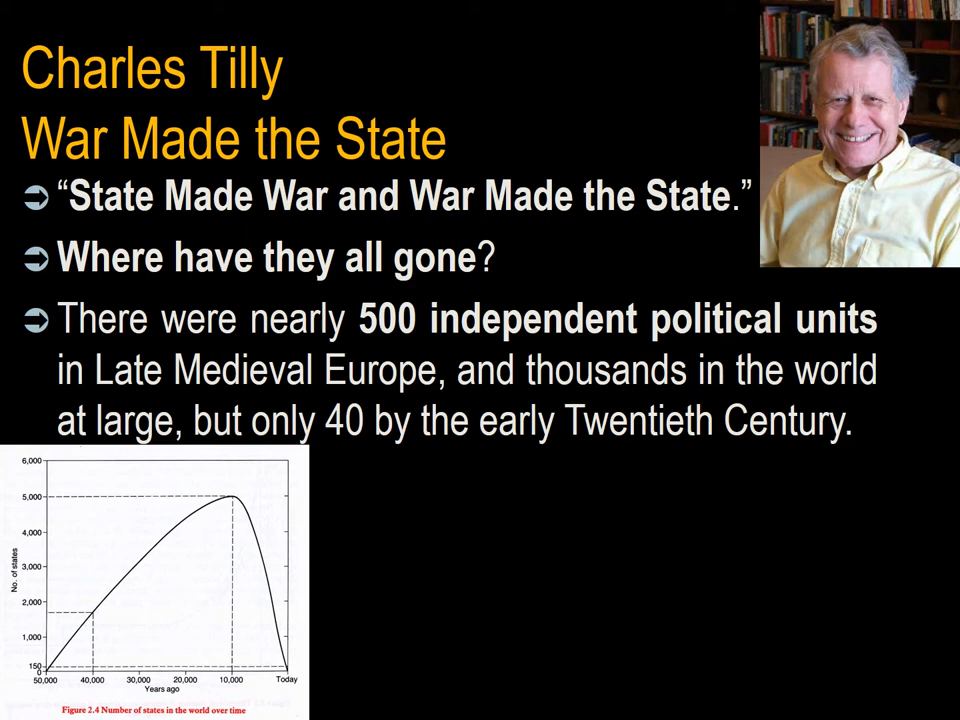 Charles Tilly
War Made the State
“State Made War and War Made the State.”
Where have they all gone?
There were nearly 500 independent political units
in Late Medieval Europe, and thousands in the world
at large, but only 40 by the early Twentieth Century.
6,000
5,000
4,000
3,000
2,000
1,000
150
0
No. of states
50,000 40,000 30,000 20,000 10,000 Today
Years ago
Figure 2.4 Number of states in the world over time